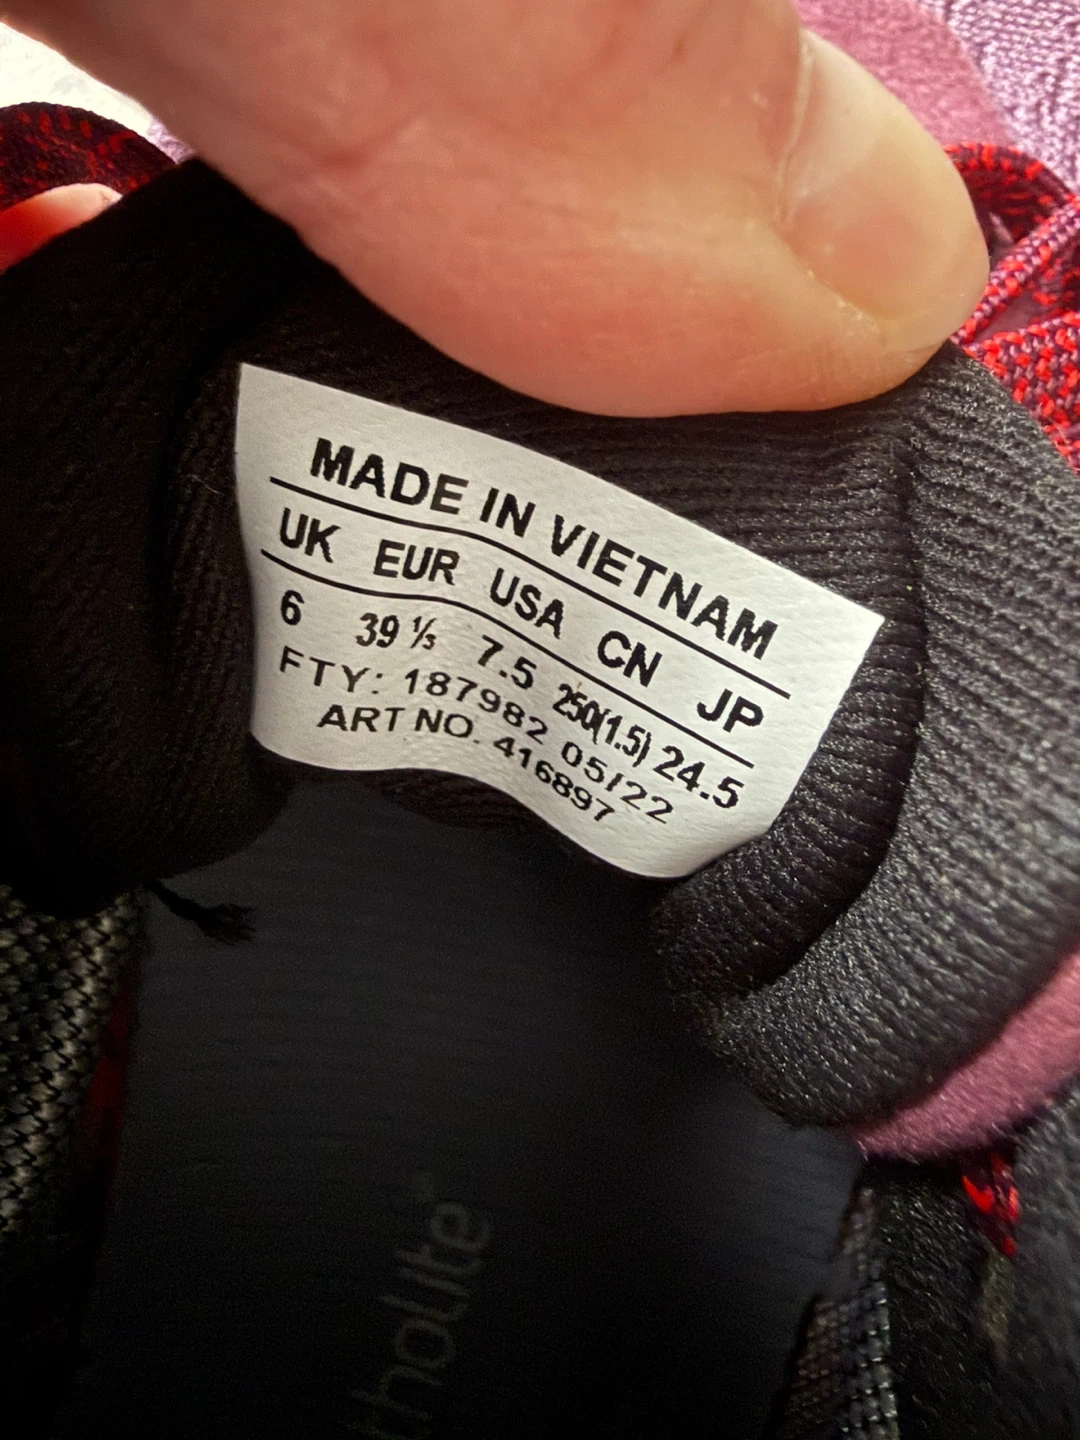 MADE IN VIETNAM
UK EUR USA CN JP
6 39 ⅓ 7.5 250(1.5) 24.5
FTY: 187982 05/22
ART NO. 416897
holite